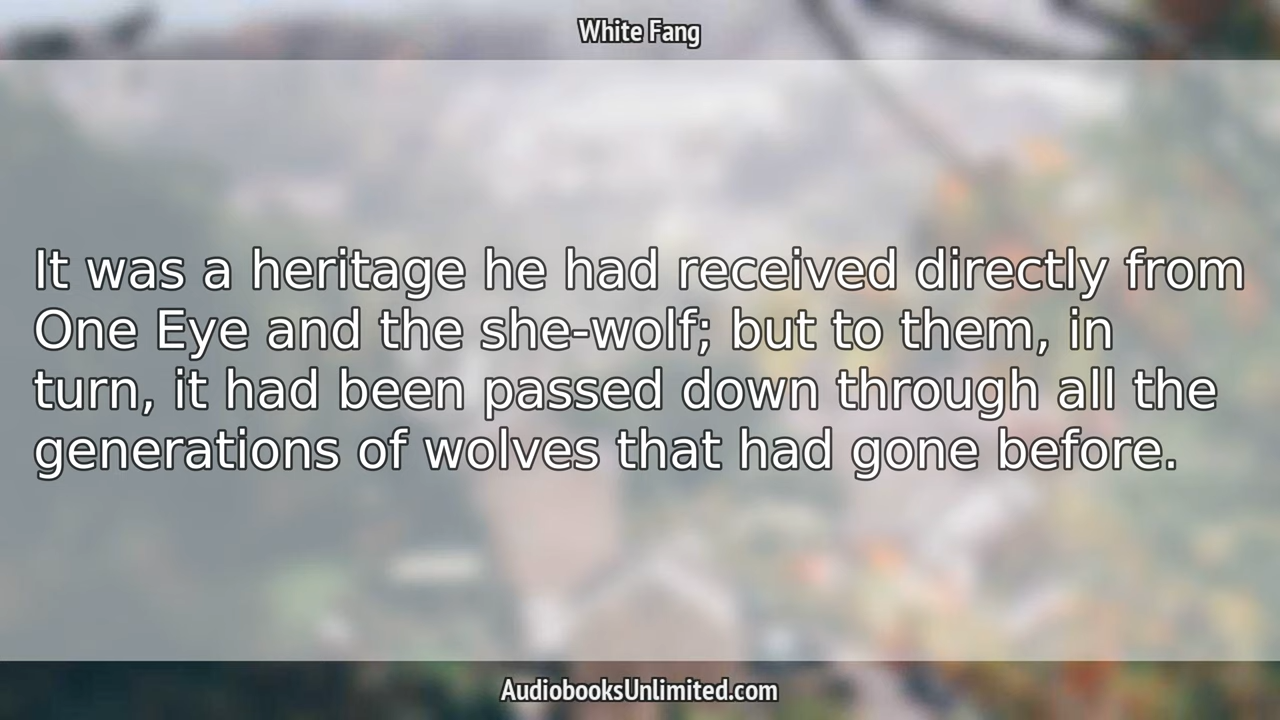 White Fang
It was a heritage he had received directly from
One Eye and the she-wolf; but to them, in
turn, it had been passed down through all the
generations of wolves that had gone before.
AudiobooksUnlimited.com